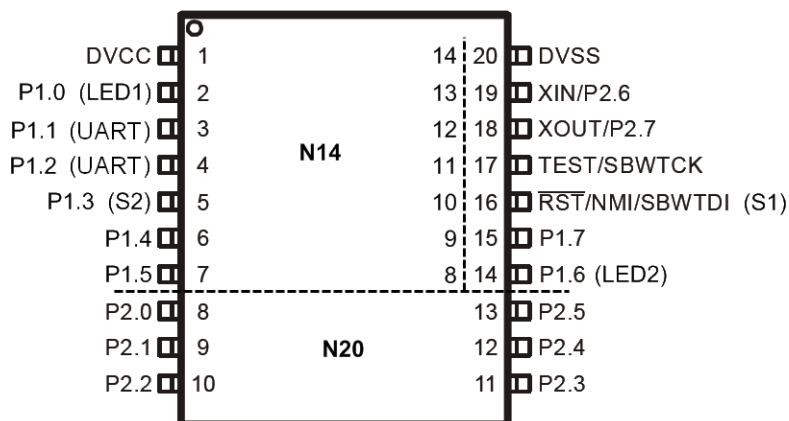 DVCC 1 14 20 DVSS
P1.0 (LED1) 2 13 19 XIN/P2.6
P1.1 (UART) 3 12 18 XOUT/P2.7
N14
P1.2 (UART) 4 11 17 TEST/SBWTCK
P1.3 (S2) 5 10 16 R̅S̅T̅/NMI/SBWTDI (S1)
P1.4 6 9 15 P1.7
P1.5 7 8 14 P1.6 (LED2)
P2.0 8 13 P2.5
P2.1 9 N20 12 P2.4
P2.2 10 11 P2.3